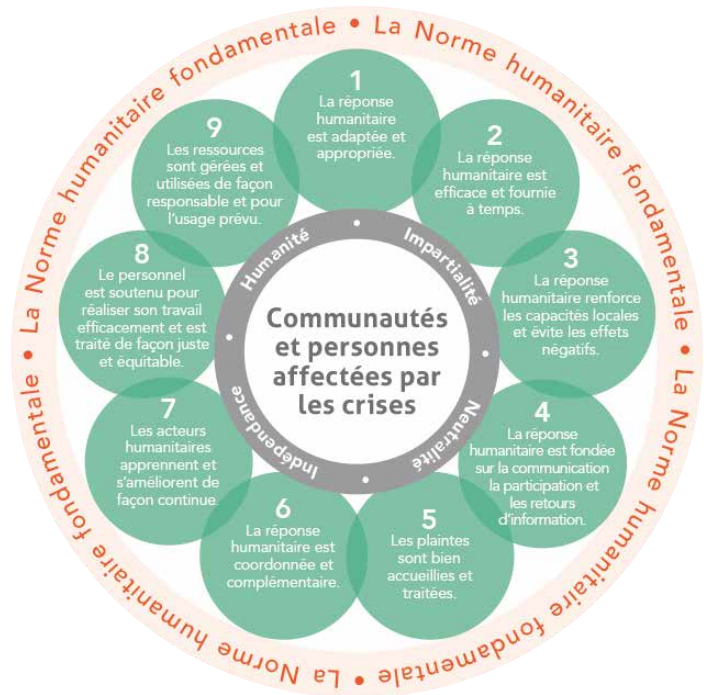 • La Norme humanitaire fondamentale • La Norme humanitaire fondamentale • La Norme humanitaire fondamentale • La Norme humanitaire fondamentale
1
La réponse
humanitaire
est adaptée et
appropriée.
2
La réponse
humanitaire est
efficace et fournie
à temps.
3
La réponse
humanitaire renforce
les capacités locales
et évite les effets
négatifs.
4
La réponse
humanitaire est fondée
sur la communication
la participation et
les retours
d’information.
5
Les plaintes
sont bien
accueillies et
traitées.
6
La réponse
humanitaire est
coordonnée et
complémentaire.
7
Les acteurs
humanitaires
apprennent et
s’améliorent de
façon continue.
8
Le personnel
est soutenu pour
réaliser son travail
efficacement et est
traité de façon juste
et équitable.
9
Les ressources
sont gérées et
utilisées de façon
responsable et pour
l’usage prévu.
Humanité • Impartialité • Neutralité • Indépendance •
Communautés
et personnes
affectées par
les crises